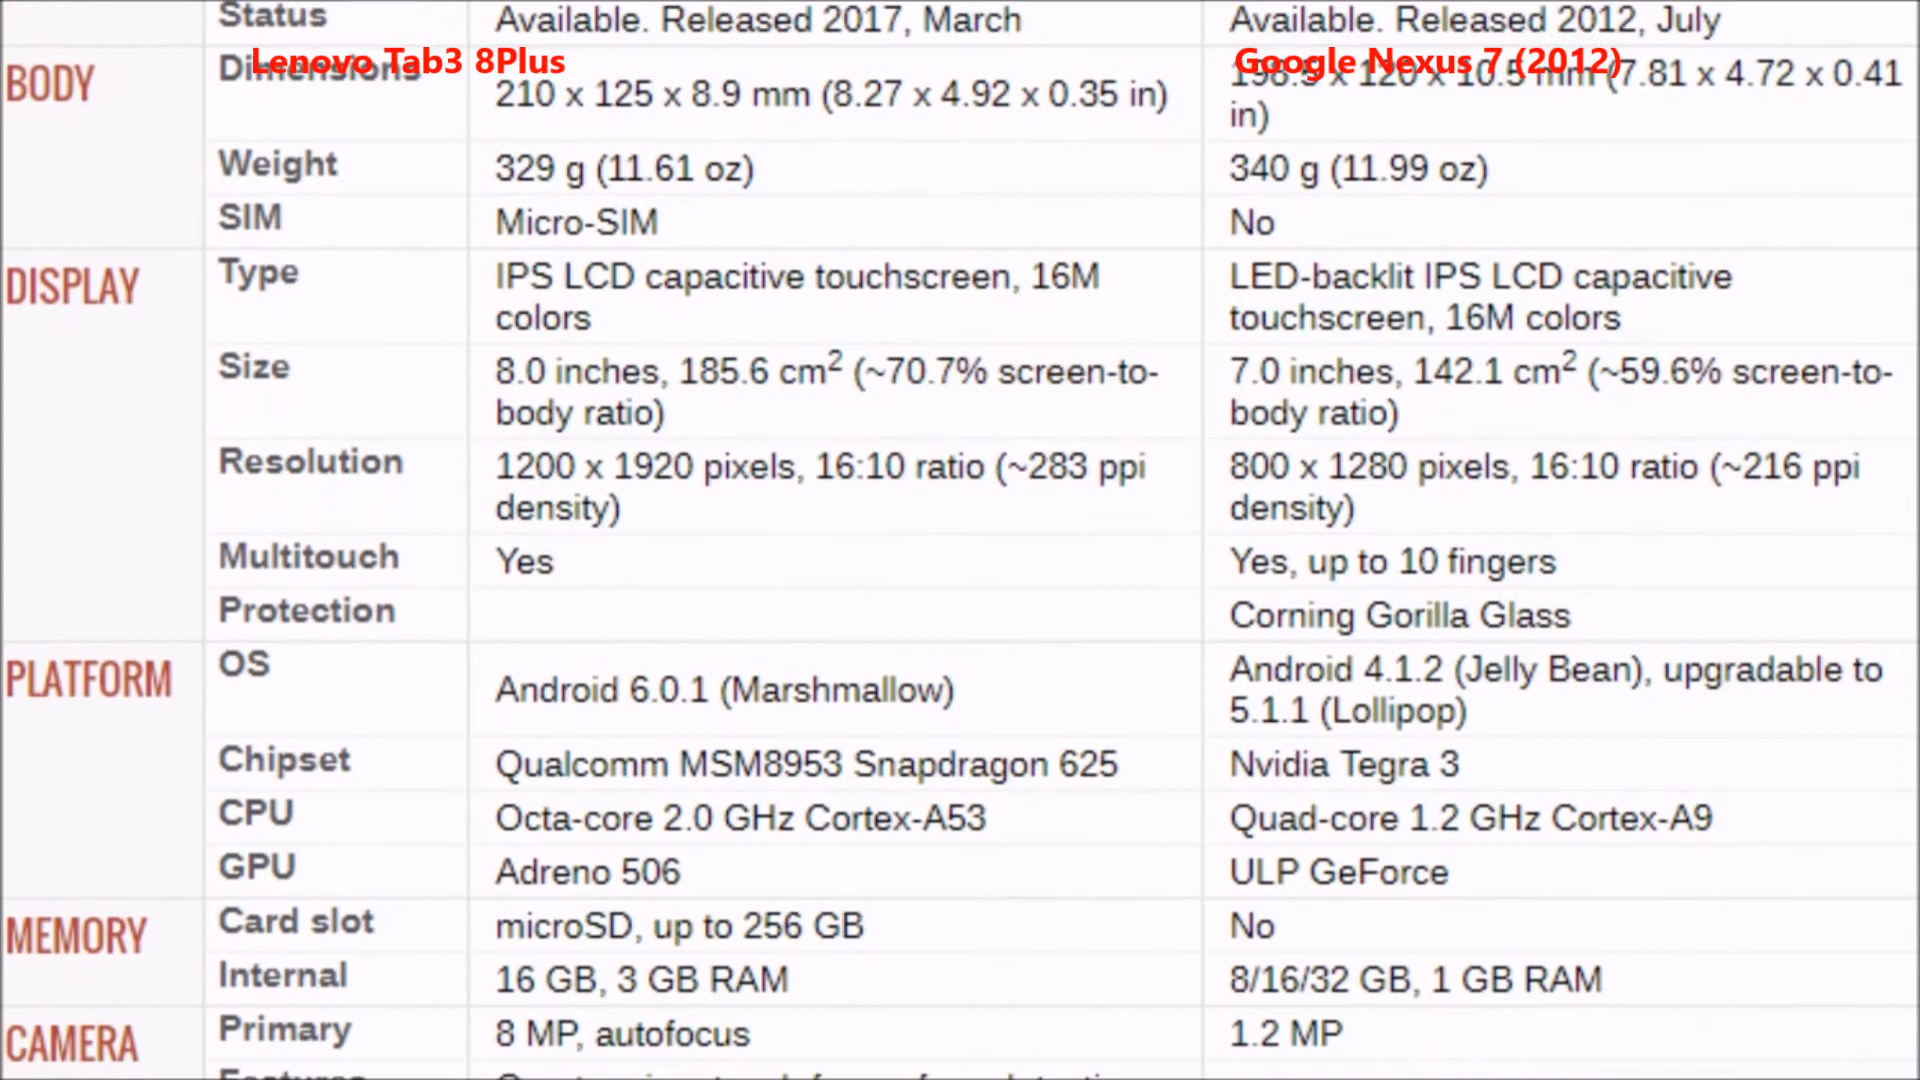 Status Available. Released 2017, March Available. Released 2012, July
Lenovo Tab3 8Plus Google Nexus 7 (2012)
BODY Dimensions 210 x 125 x 8.9 mm (8.27 x 4.92 x 0.35 in) 198.5 x 120 x 10.5 mm (7.81 x 4.72 x 0.41
in)
Weight 329 g (11.61 oz) 340 g (11.99 oz)
SIM Micro-SIM No
DISPLAY Type IPS LCD capacitive touchscreen, 16M LED-backlit IPS LCD capacitive
colors touchscreen, 16M colors
Size 8.0 inches, 185.6 cm2 (~70.7% screen-to- 7.0 inches, 142.1 cm2 (~59.6% screen-to-
body ratio) body ratio)
Resolution 1200 x 1920 pixels, 16:10 ratio (~283 ppi 800 x 1280 pixels, 16:10 ratio (~216 ppi
density) density)
Multitouch Yes Yes, up to 10 fingers
Protection Corning Gorilla Glass
PLATFORM OS Android 6.0.1 (Marshmallow) Android 4.1.2 (Jelly Bean), upgradable to
5.1.1 (Lollipop)
Chipset Qualcomm MSM8953 Snapdragon 625 Nvidia Tegra 3
CPU Octa-core 2.0 GHz Cortex-A53 Quad-core 1.2 GHz Cortex-A9
GPU Adreno 506 ULP GeForce
MEMORY Card slot microSD, up to 256 GB No
Internal 16 GB, 3 GB RAM 8/16/32 GB, 1 GB RAM
CAMERA Primary 8 MP, autofocus 1.2 MP
Features